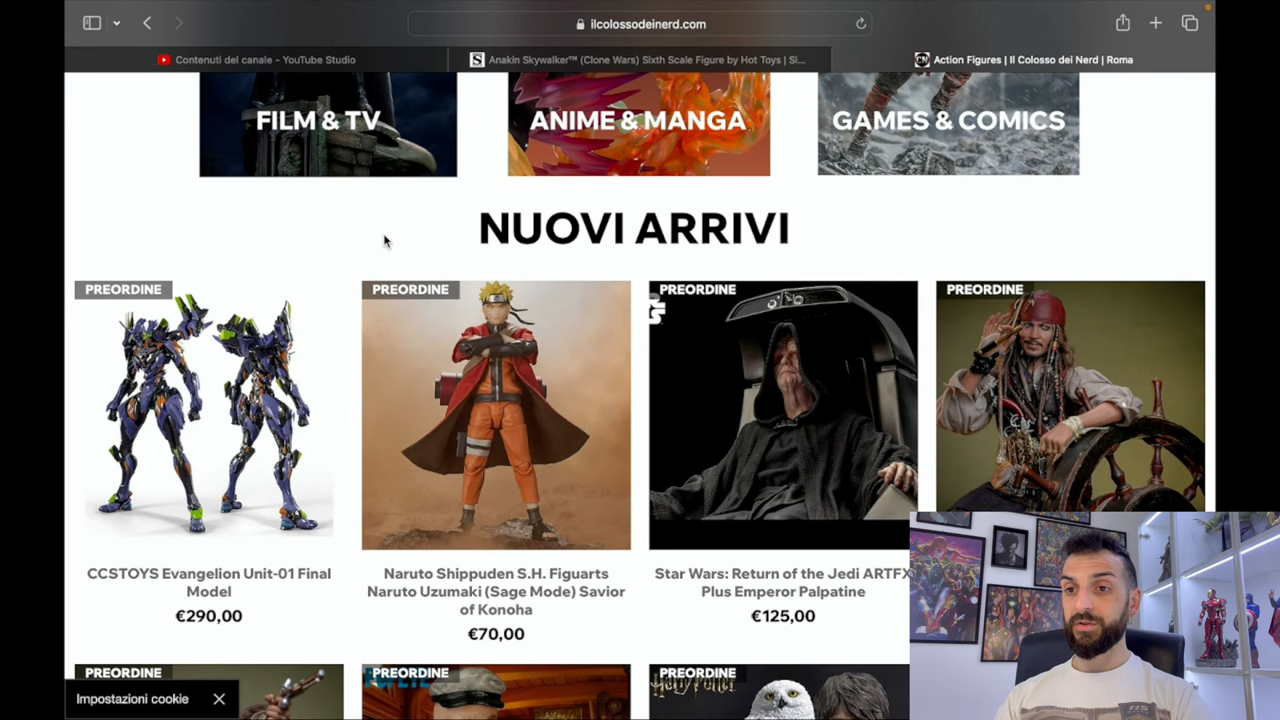 ilcolossodeinerd.com
Contenuti del canale - YouTube Studio
Anakin Skywalker™ (Clone Wars) Sixth Scale Figure by Hot Toys | Si...
Action Figures | Il Colosso dei Nerd | Roma
FILM & TV
ANIME & MANGA
GAMES & COMICS
NUOVI ARRIVI
PREORDINE
PREORDINE
PREORDINE
PREORDINE
CCSTOYS Evangelion Unit-01 Final
Model
€290,00
Naruto Shippuden S.H. Figuarts
Naruto Uzumaki (Sage Mode) Savior
of Konoha
€70,00
Star Wars: Return of the Jedi ARTFX
Plus Emperor Palpatine
€125,00
PREORDINE
PREORDINE
PREORDINE
Harry Potter
Impostazioni cookie